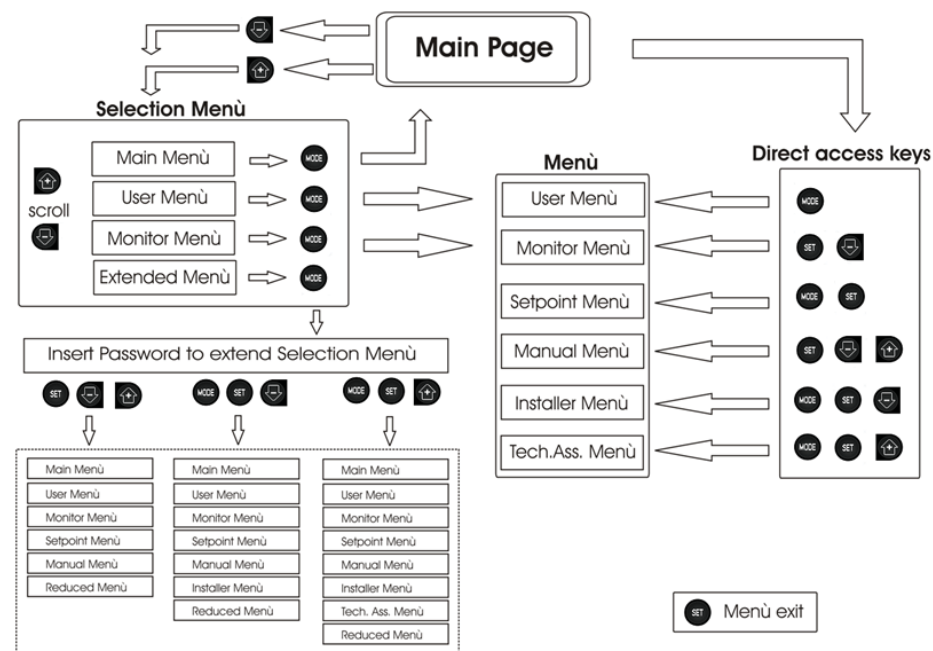 Main Page
Selection Menù
Main Menù
MODE
scroll
User Menù
MODE
Monitor Menù
MODE
Extended Menù
MODE
Insert Password to extend Selection Menù
SET
MODE SET
MODE SET
Main Menù
User Menù
Monitor Menù
Setpoint Menù
Manual Menù
Reduced Menù
Main Menù
User Menù
Monitor Menù
Setpoint Menù
Manual Menù
Installer Menù
Reduced Menù
Main Menù
User Menù
Monitor Menù
Setpoint Menù
Manual Menù
Installer Menù
Tech. Ass. Menù
Reduced Menù
Menù
User Menù
Monitor Menù
Setpoint Menù
Manual Menù
Installer Menù
Tech.Ass. Menù
Direct access keys
MODE
SET
MODE SET
SET
MODE SET
MODE SET
SET Menù exit